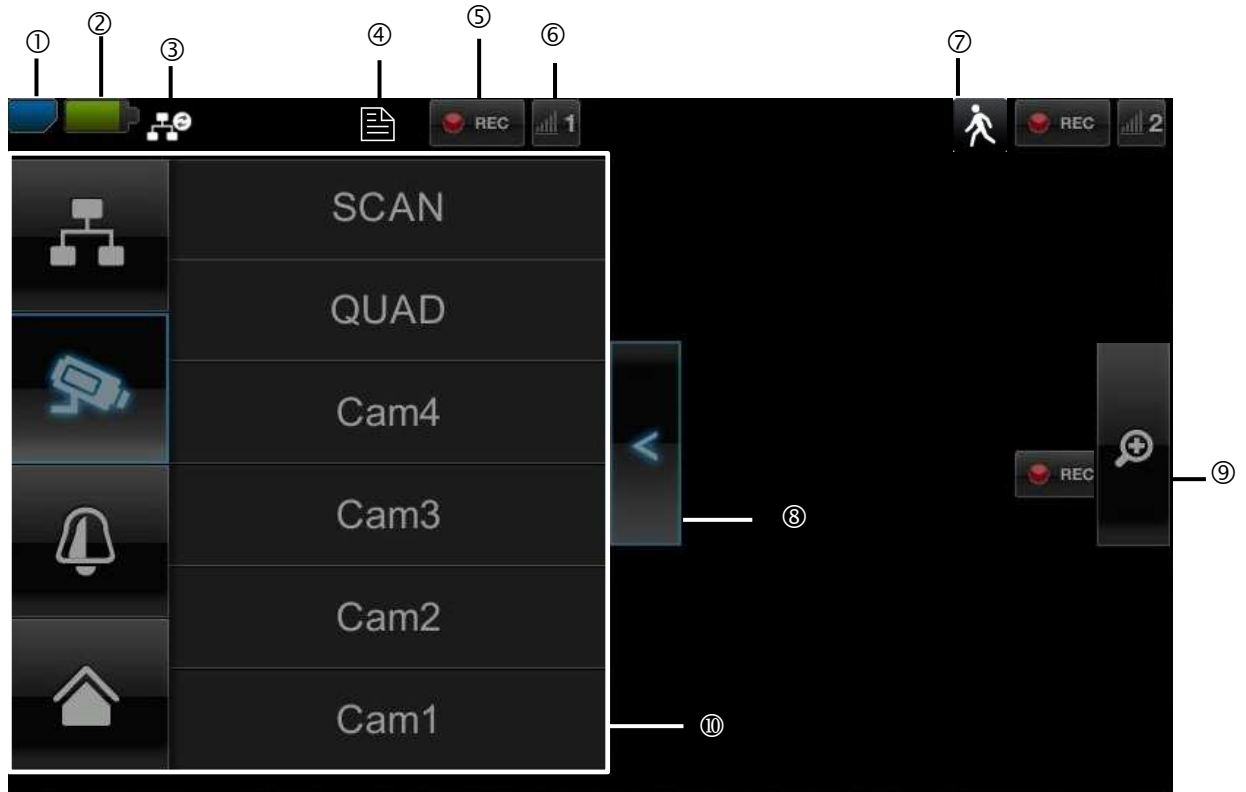 ① ② ③ ④ ⑤ ⑥ ⑦
REC 1 REC 2
SCAN
QUAD
Cam4
<
REC
⑨
Cam3
⑧
Cam2
Cam1
⑩